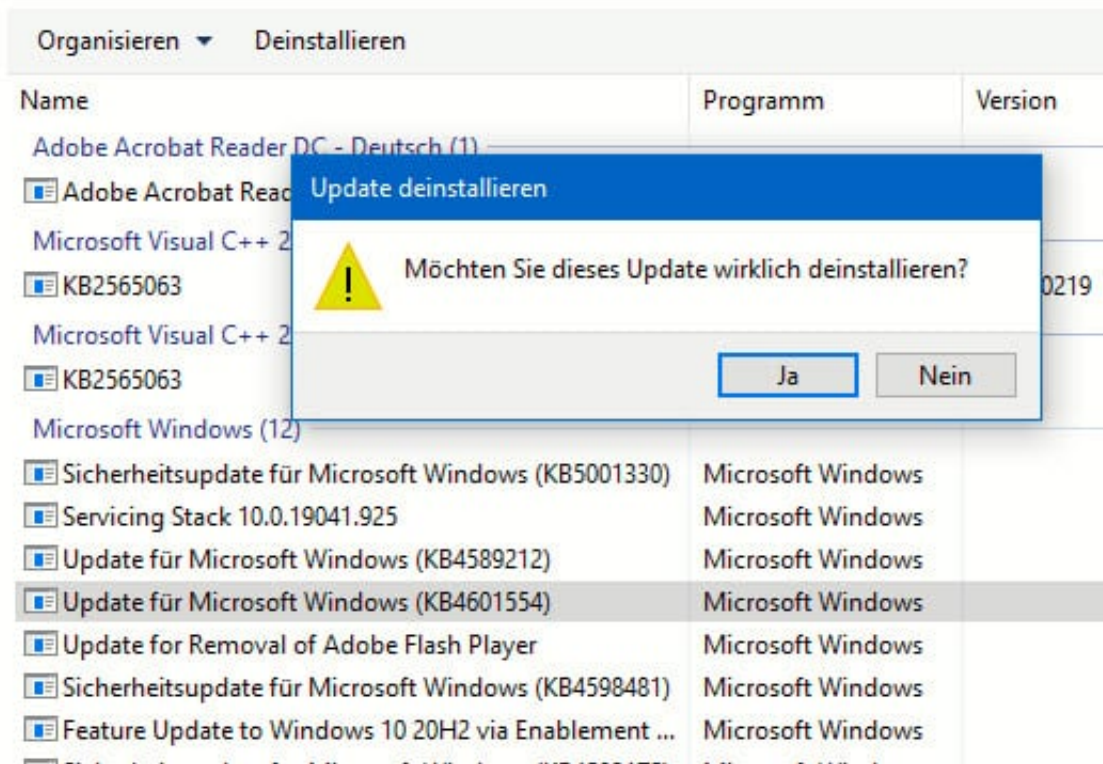 Organisieren Deinstallieren
Name Programm Version
Adobe Acrobat Reader DC - Deutsch (1)
Adobe Acrobat Read
Update deinstallieren
Microsoft Visual C++ 2
Möchten Sie dieses Update wirklich deinstallieren?
KB2565063 0219
Microsoft Visual C++ 2
KB2565063
Ja Nein
Microsoft Windows (12)
Sicherheitsupdate für Microsoft Windows (KB5001330) Microsoft Windows
Servicing Stack 10.0.19041.925 Microsoft Windows
Update für Microsoft Windows (KB4589212) Microsoft Windows
Update für Microsoft Windows (KB4601554) Microsoft Windows
Update for Removal of Adobe Flash Player Microsoft Windows
Sicherheitsupdate für Microsoft Windows (KB4598481) Microsoft Windows
Feature Update to Windows 10 20H2 via Enablement ... Microsoft Windows